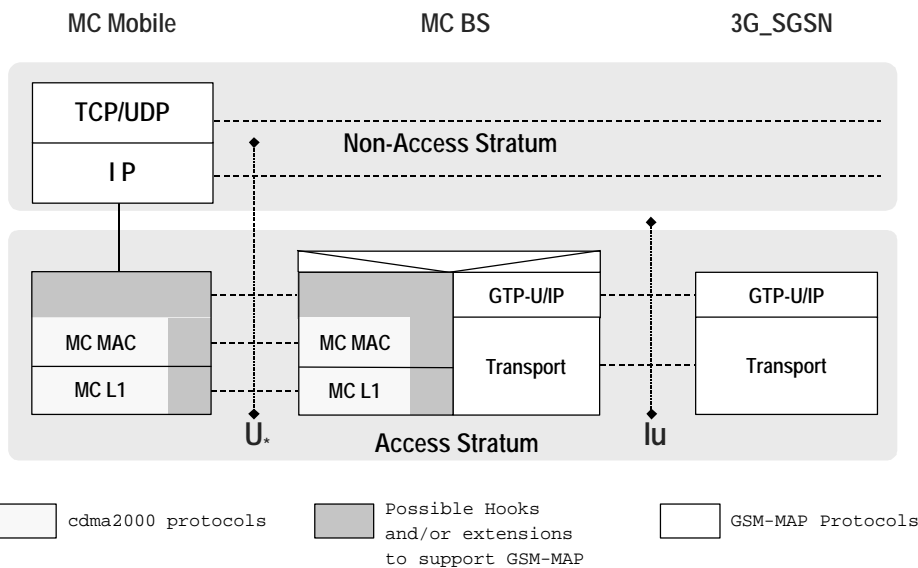 MC Mobile MC BS 3G_SGSN
TCP/UDP
Non-Access Stratum
I P
GTP-U/IP GTP-U/IP
MC MAC MC MAC
Transport Transport
MC L1 MC L1
U* Iu
Access Stratum
cdma2000 protocols
Possible Hooks
and/or extensions
to support GSM-MAP
GSM-MAP Protocols